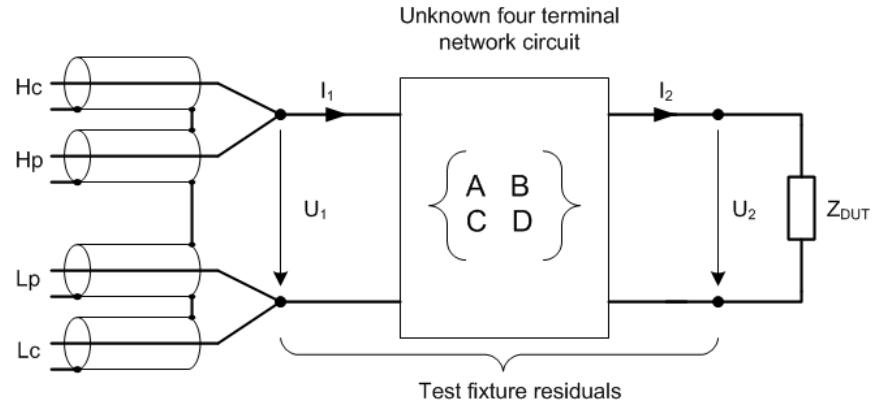 Unknown four terminal
network circuit
Hc
Hp
Lp
Lc
I1
U1
A B
C D
I2
U2
ZDUT
Test fixture residuals